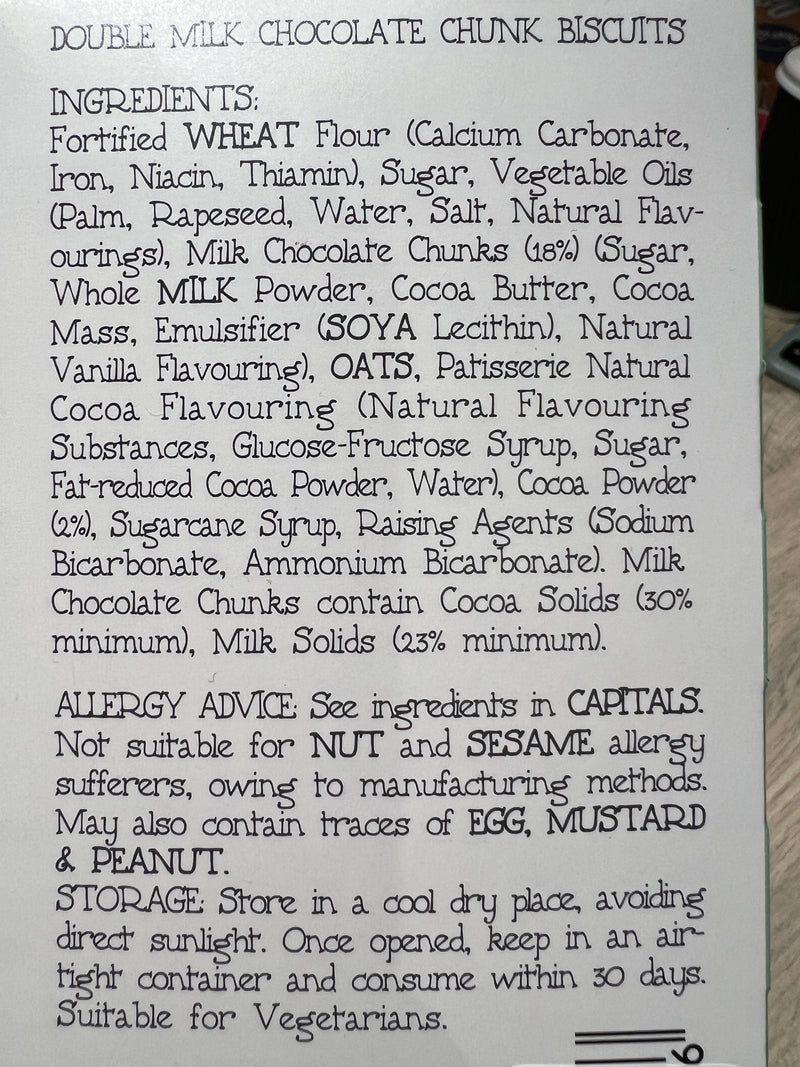 DOUBLE MILK CHOCOLATE CHUNK BISCUITS
INGREDIENTS:
Fortified WHEAT Flour (Calcium Carbonate,
Iron, Niacin, Thiamin), Sugar, Vegetable Oils
(Palm, Rapeseed, Water, Salt, Natural Flav-
ourings), Milk Chocolate Chunks (18%) (Sugar,
Whole MILK Powder, Cocoa Butter, Cocoa
Mass, Emulsifier (SOYA Lecithin), Natural
Vanilla Flavouring), OATS, Patisserie Natural
Cocoa Flavouring (Natural Flavouring
Substances, Glucose-Fructose Syrup, Sugar,
Fat-reduced Cocoa Powder, Water), Cocoa Powder
(2%), Sugarcane Syrup, Raising Agents (Sodium
Bicarbonate, Ammonium Bicarbonate). Milk
Chocolate Chunks contain Cocoa Solids (30%
minimum), Milk Solids (23% minimum).
ALLERGY ADVICE: See ingredients in CAPITALS.
Not suitable for NUT and SESAME allergy
sufferers, owing to manufacturing methods.
May also contain traces of EGG, MUSTARD
& PEANUT.
STORAGE: Store in a cool dry place, avoiding
direct sunlight. Once opened, keep in an air-
tight container and consume within 30 days.
Suitable for Vegetarians.
9